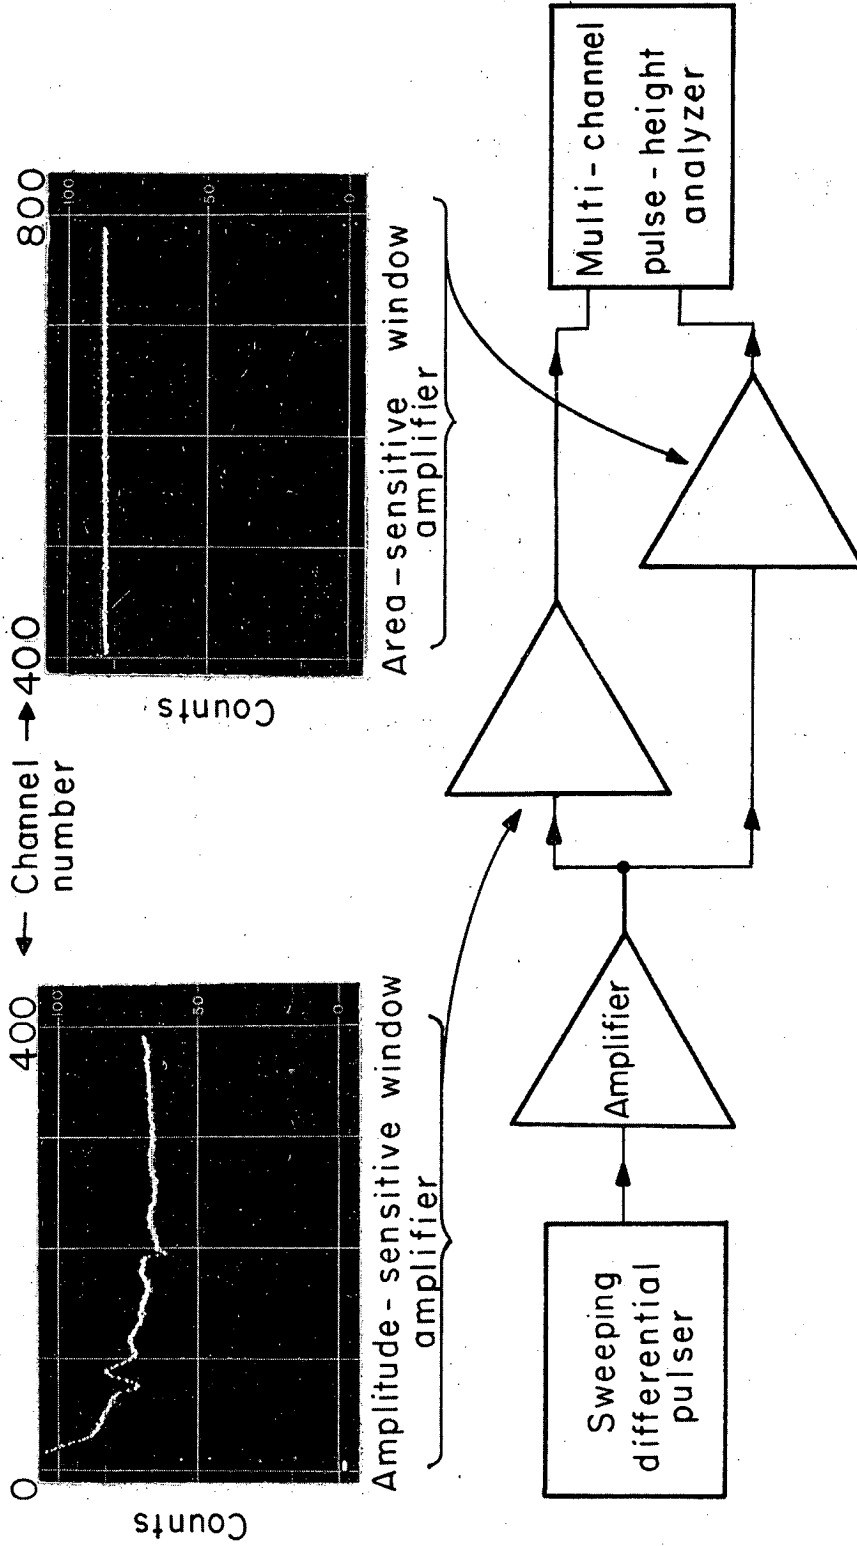 0
400
← Channel →
number
400
800
Counts
100
50
0
Counts
100
50
0
Amplitude-sensitive window
amplifier
Area-sensitive window
amplifier
Sweeping
differential
pulser
Amplifier
Multi-channel
pulse-height
analyzer